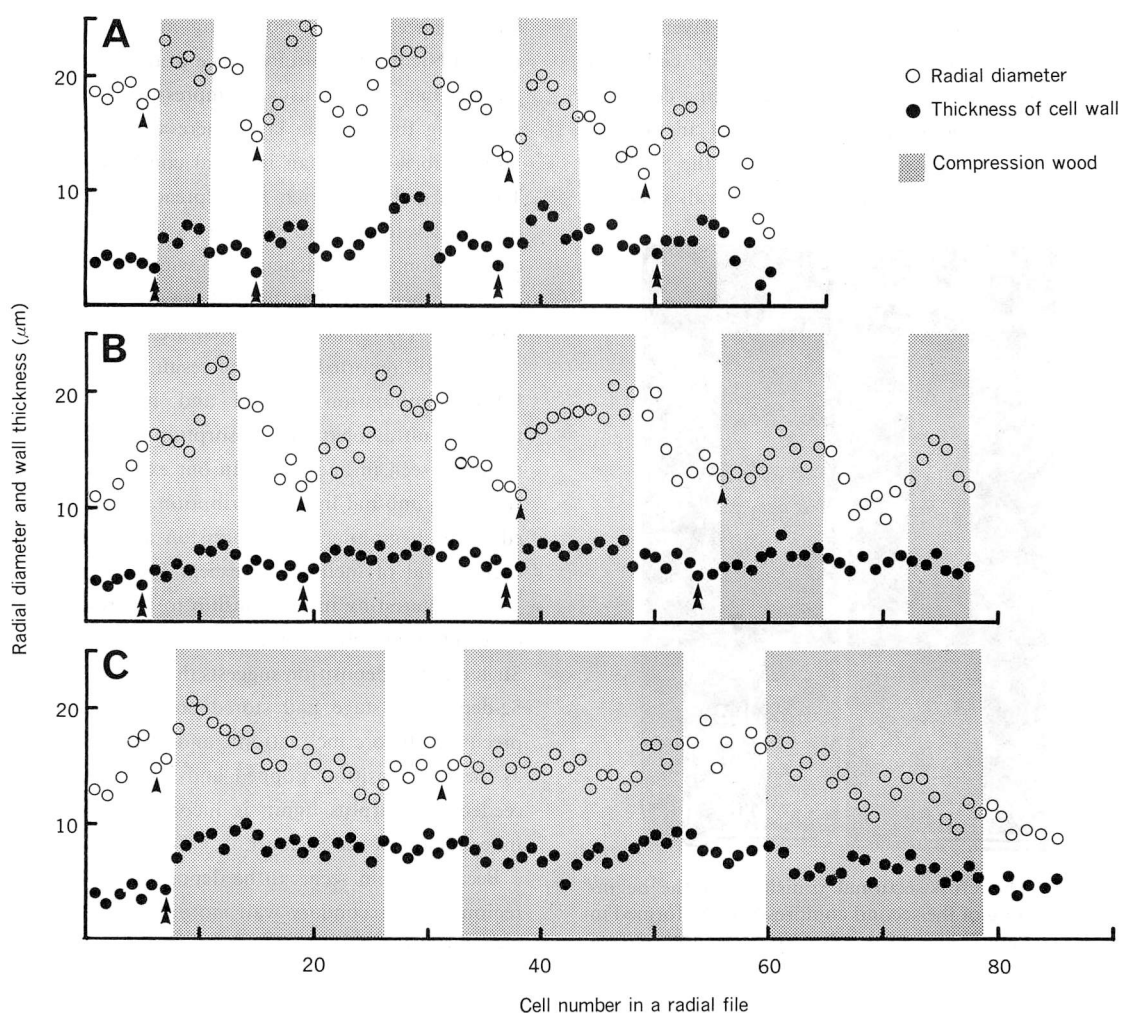 A
20
10
○ Radial diameter
● Thickness of cell wall
Compression wood
B
20
10
Radial diameter and wall thickness (μm)
C
20
10
20
40
60
80
Cell number in a radial file